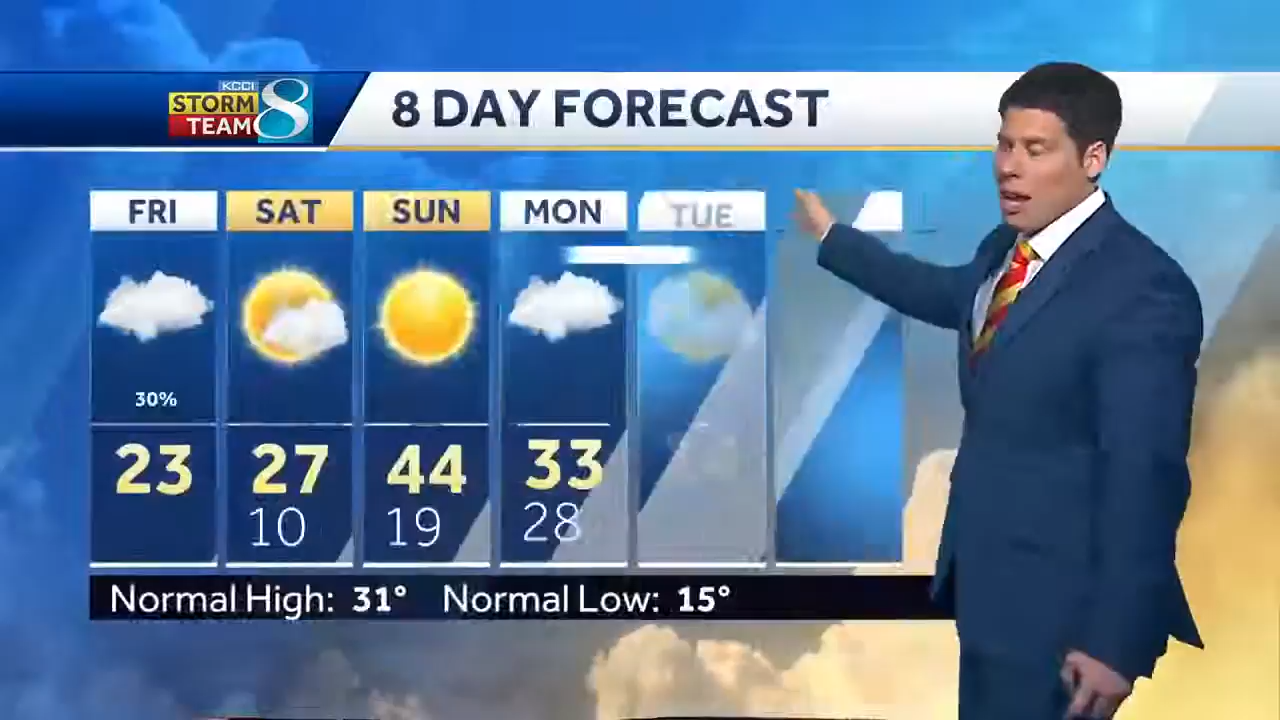 KCCI
STORM
TEAM
8
8 DAY FORECAST
FRI SAT SUN MON TUE
30%
23 27 44 33
10 19 28
Normal High: 31° Normal Low: 15°